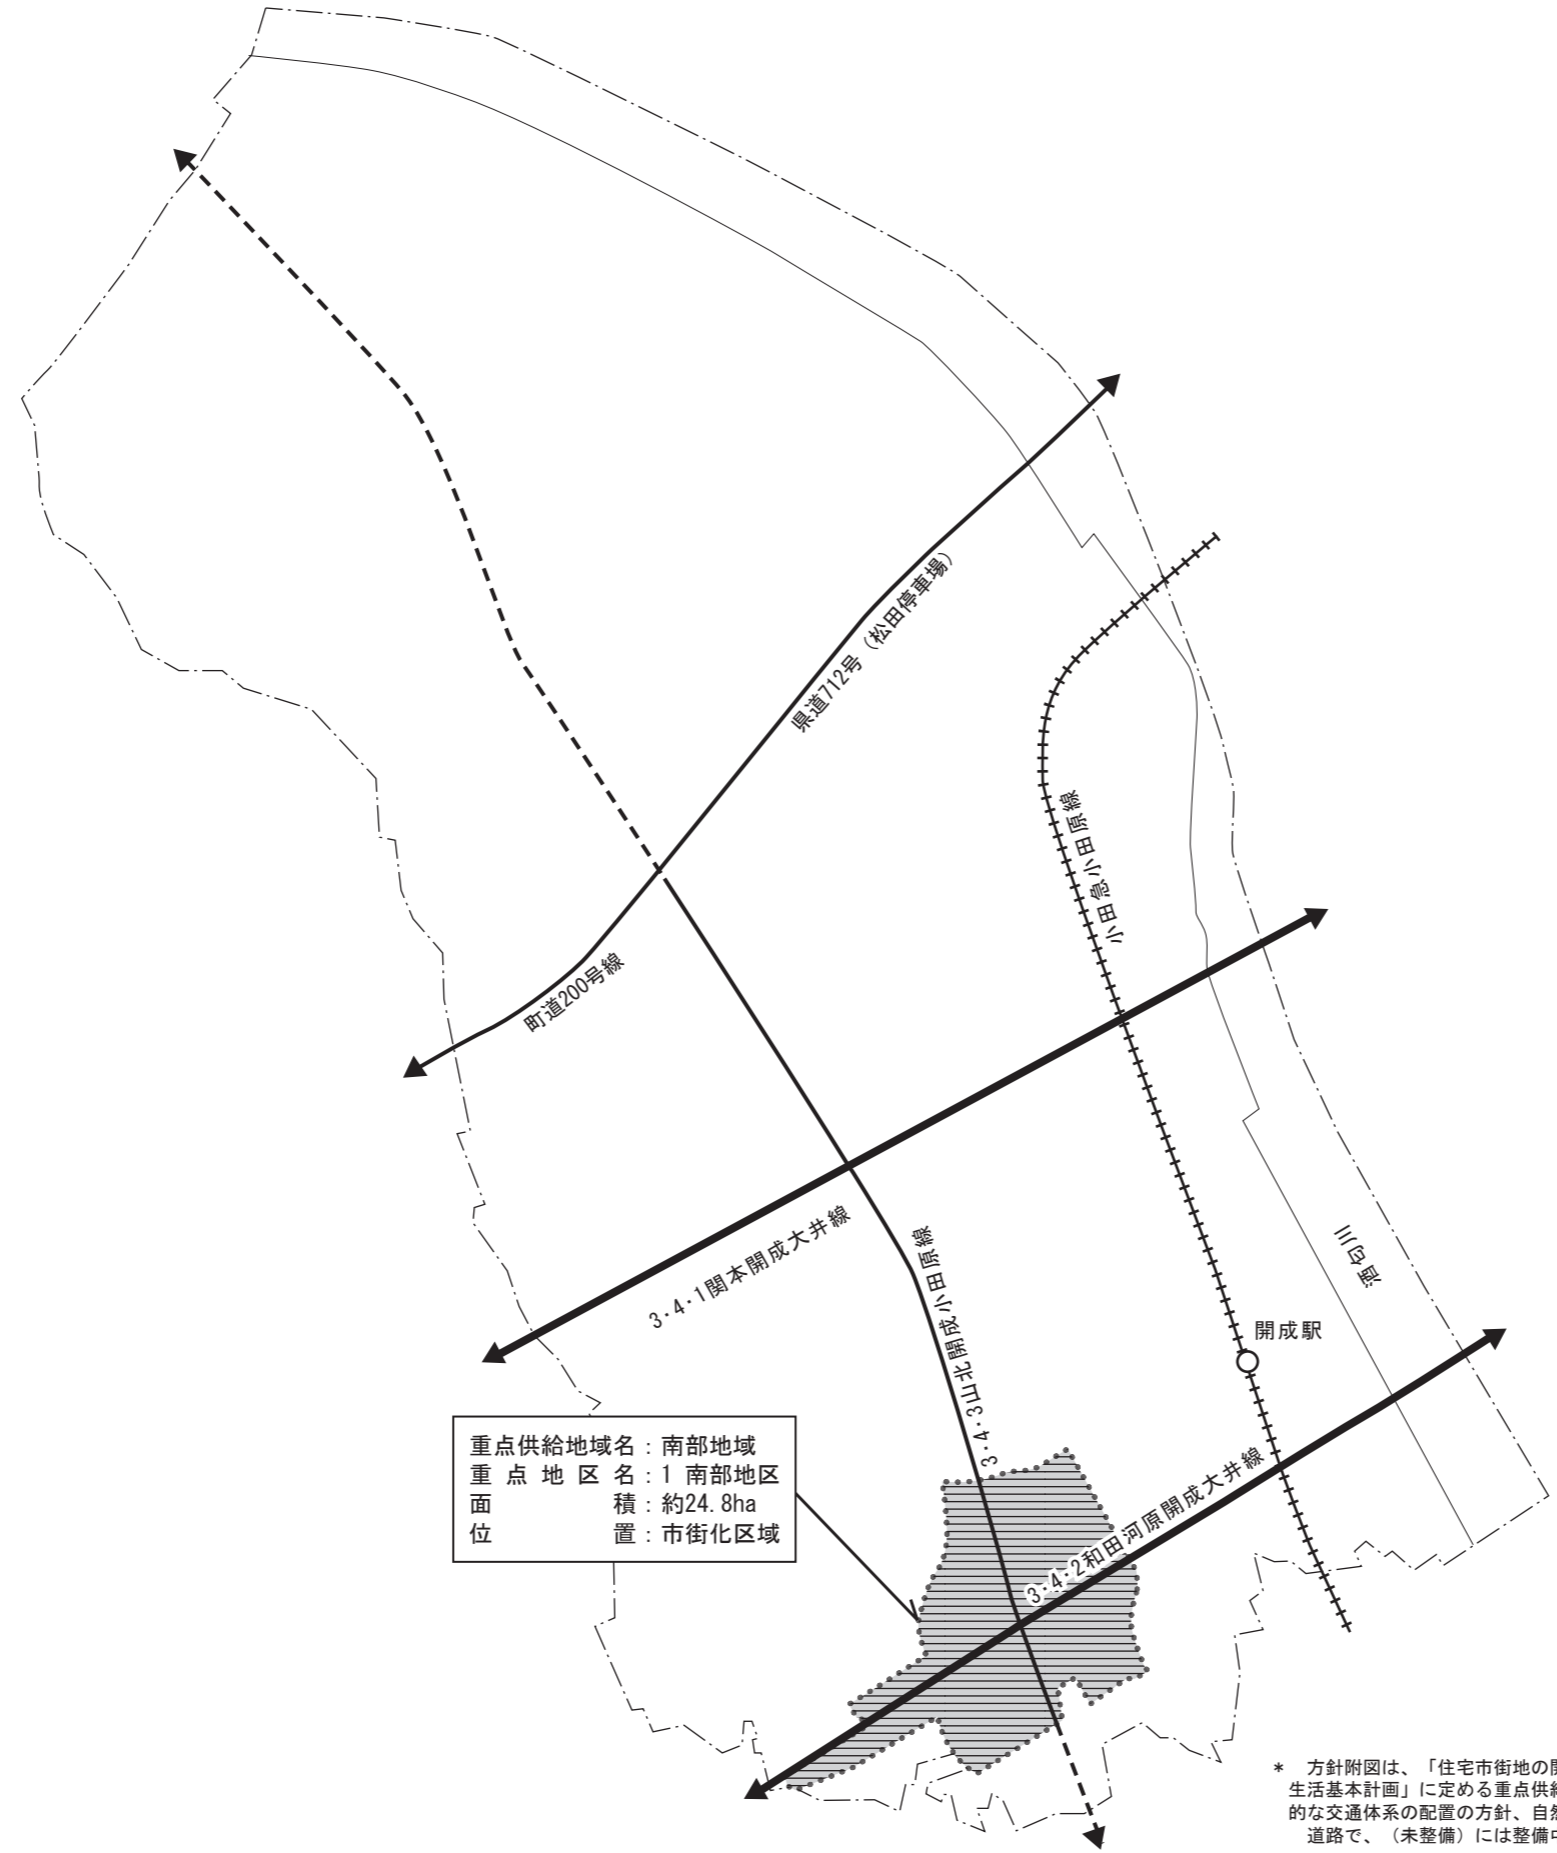 県道712号（松田停車場）
小田急小田原線
町道200号線
3・4・1関本開成大井線
3・4・3山北開成小田原線
酒匂川
開成駅
3・4・2和田河原開成大井線
重点供給地域名：南部地域
重点地区名：1 南部地区
面積：約24.8ha
位置：市街化区域
* 方針附図は、「住宅市街地の開
生活基本計画」に定める重点供給
的な交通体系の配置の方針、自然
道路で、（未整備）には整備中